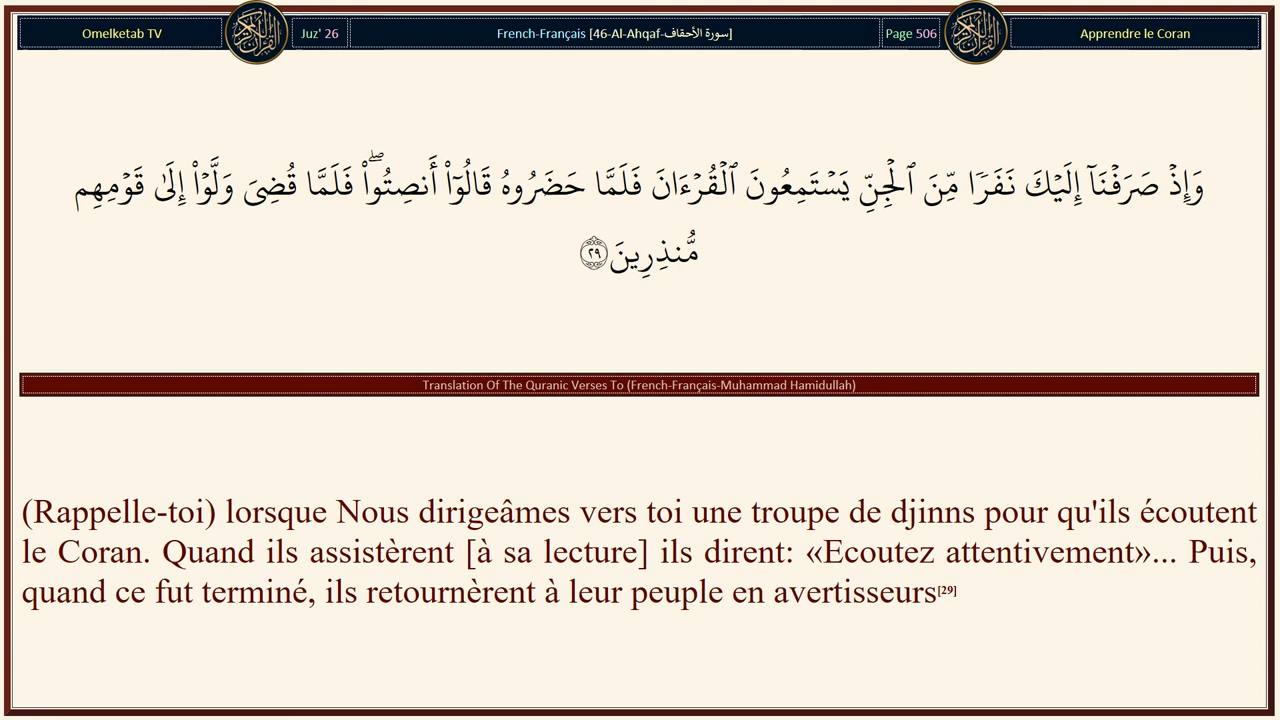 Omelketab TV
Juz' 26
French-Français [46-Al-Ahqaf-سورة الأحقاف]
Page 506
Apprendre le Coran
وَإِذۡ صَرَفۡنَآ إِلَيۡكَ نَفَرٗا مِّنَ ٱلۡجِنِّ يَسۡتَمِعُونَ ٱلۡقُرۡءَانَ فَلَمَّا حَضَرُوهُ قَالُوٓاْ أَنصِتُواْۖ فَلَمَّا قُضِيَ وَلَّوۡاْ إِلَىٰ قَوۡمِهِم
مُّنذِرِينَ ٢٩
Translation Of The Quranic Verses To (French-Français-Muhammad Hamidullah)
(Rappelle-toi) lorsque Nous dirigeâmes vers toi une troupe de djinns pour qu'ils écoutent
le Coran. Quand ils assistèrent [à sa lecture] ils dirent: «Ecoutez attentivement»... Puis,
quand ce fut terminé, ils retournèrent à leur peuple en avertisseurs[29]